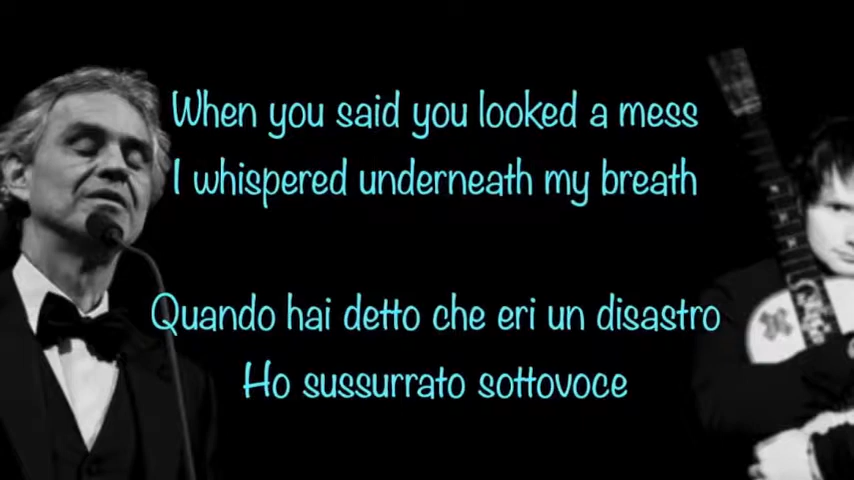 When you said you looked a mess
I whispered underneath my breath
Quando hai detto che eri un disastro
Ho sussurrato sottovoce